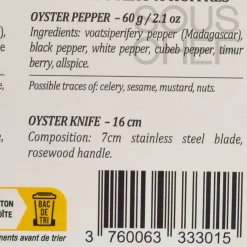 OYSTER PEPPER – 60 g/2.1 oz
Ingredients: voatsiperifery pepper (Madagascar),
black pepper, white pepper, cubeb pepper, timur
berry, allspice.
Possible traces of: celery, sesame, mustard, nuts.
OYSTER KNIFE – 16 cm
Composition: 7cm stainless steel blade,
rosewood handle.
BAC
DE
TRI
ments avant de trier
3 760063 333015